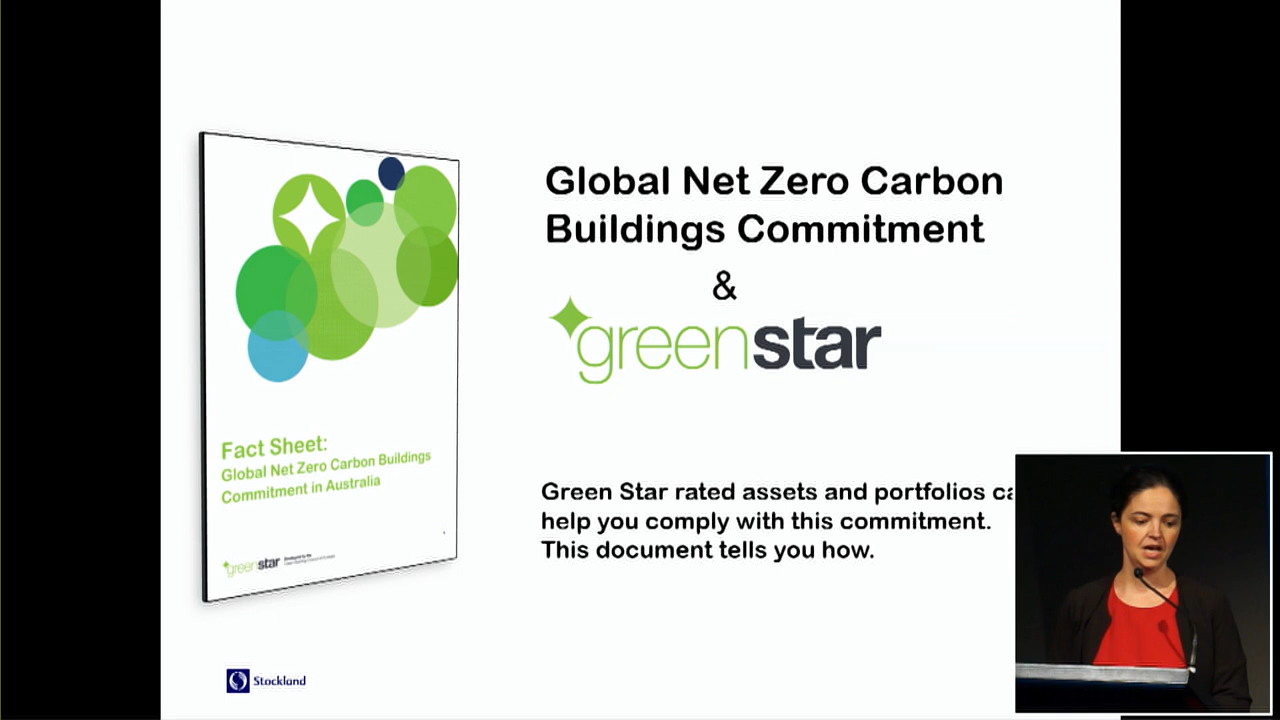 Global Net Zero Carbon
Buildings Commitment
&
greenstar
Fact Sheet:
Global Net Zero Carbon Buildings
Commitment in Australia
greenstar
Green Star rated assets and portfolios
help you comply with this commitment.
This document tells you how.
Stockland